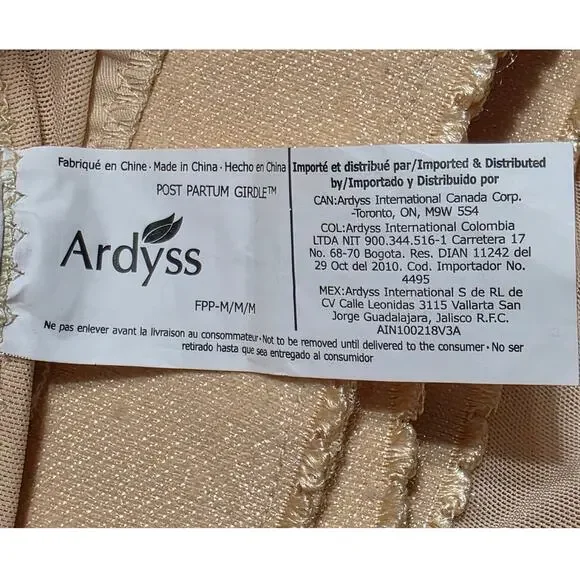 Fabriqué en Chine · Made in China · Hecho en China
POST PARTUM GIRDLE™
Ardyss
FPP-M/M/M
Importé et distribué par/Imported & Distributed
by/Importado y Distribuido por
CAN:Ardyss International Canada Corp.
-Toronto, ON, M9W 5S4
COL:Ardyss International Colombia
LTDA NIT 900.344.516-1 Carretera 17
No. 68-70 Bogota. Res. DIAN 11242 del
29 Oct del 2010. Cod. Importador No.
4495
MEX:Ardyss International S de RL de
CV Calle Leonidas 3115 Vallarta San
Jorge Guadalajara, Jalisco R.F.C.
AIN100218V3A
Ne pas enlever avant la livraison au consommateur · Not to be removed until delivered to the consumer · No ser
retirado hasta que sea entregado al consumidor